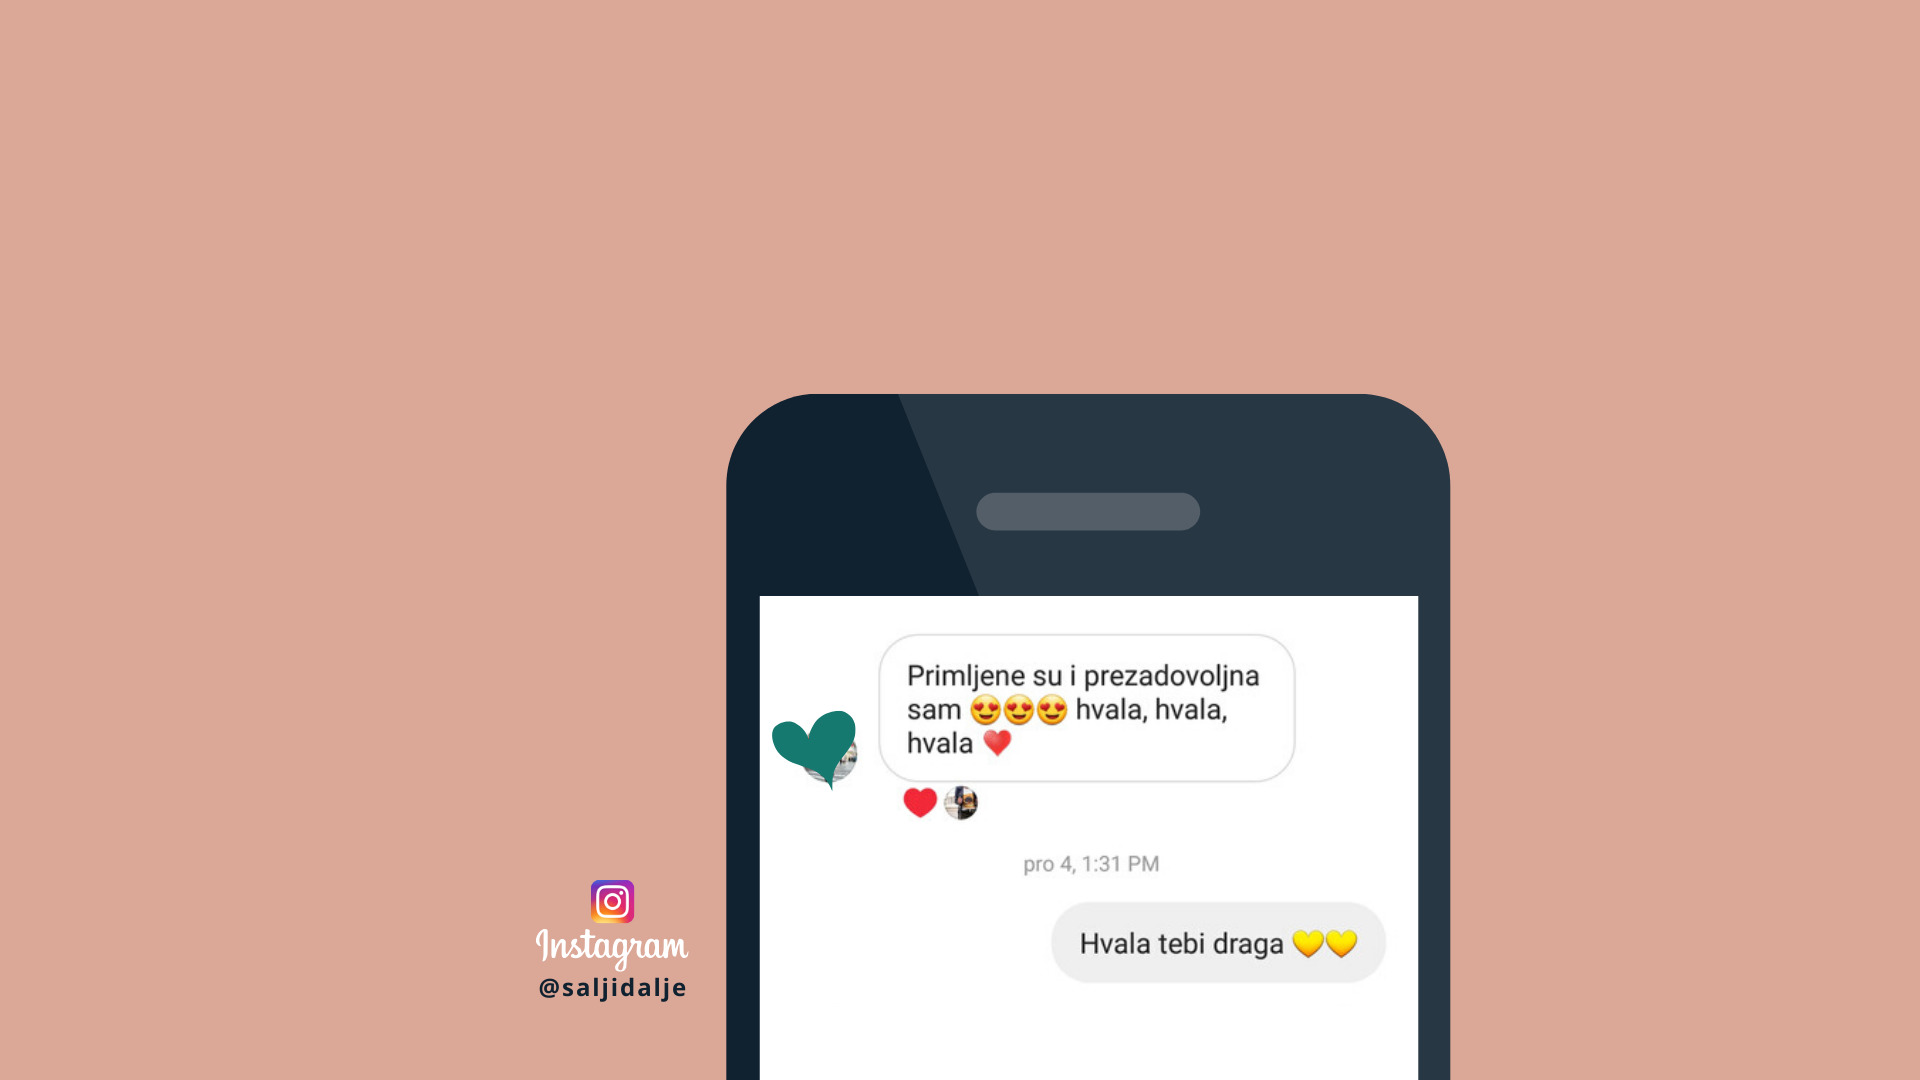 Primljene su i prezadovoljna
sam 😍😍😍 hvala, hvala,
hvala ❤️
pro 4, 1:31 PM
Hvala tebi draga 💛💛
Instagram
@saljidalje